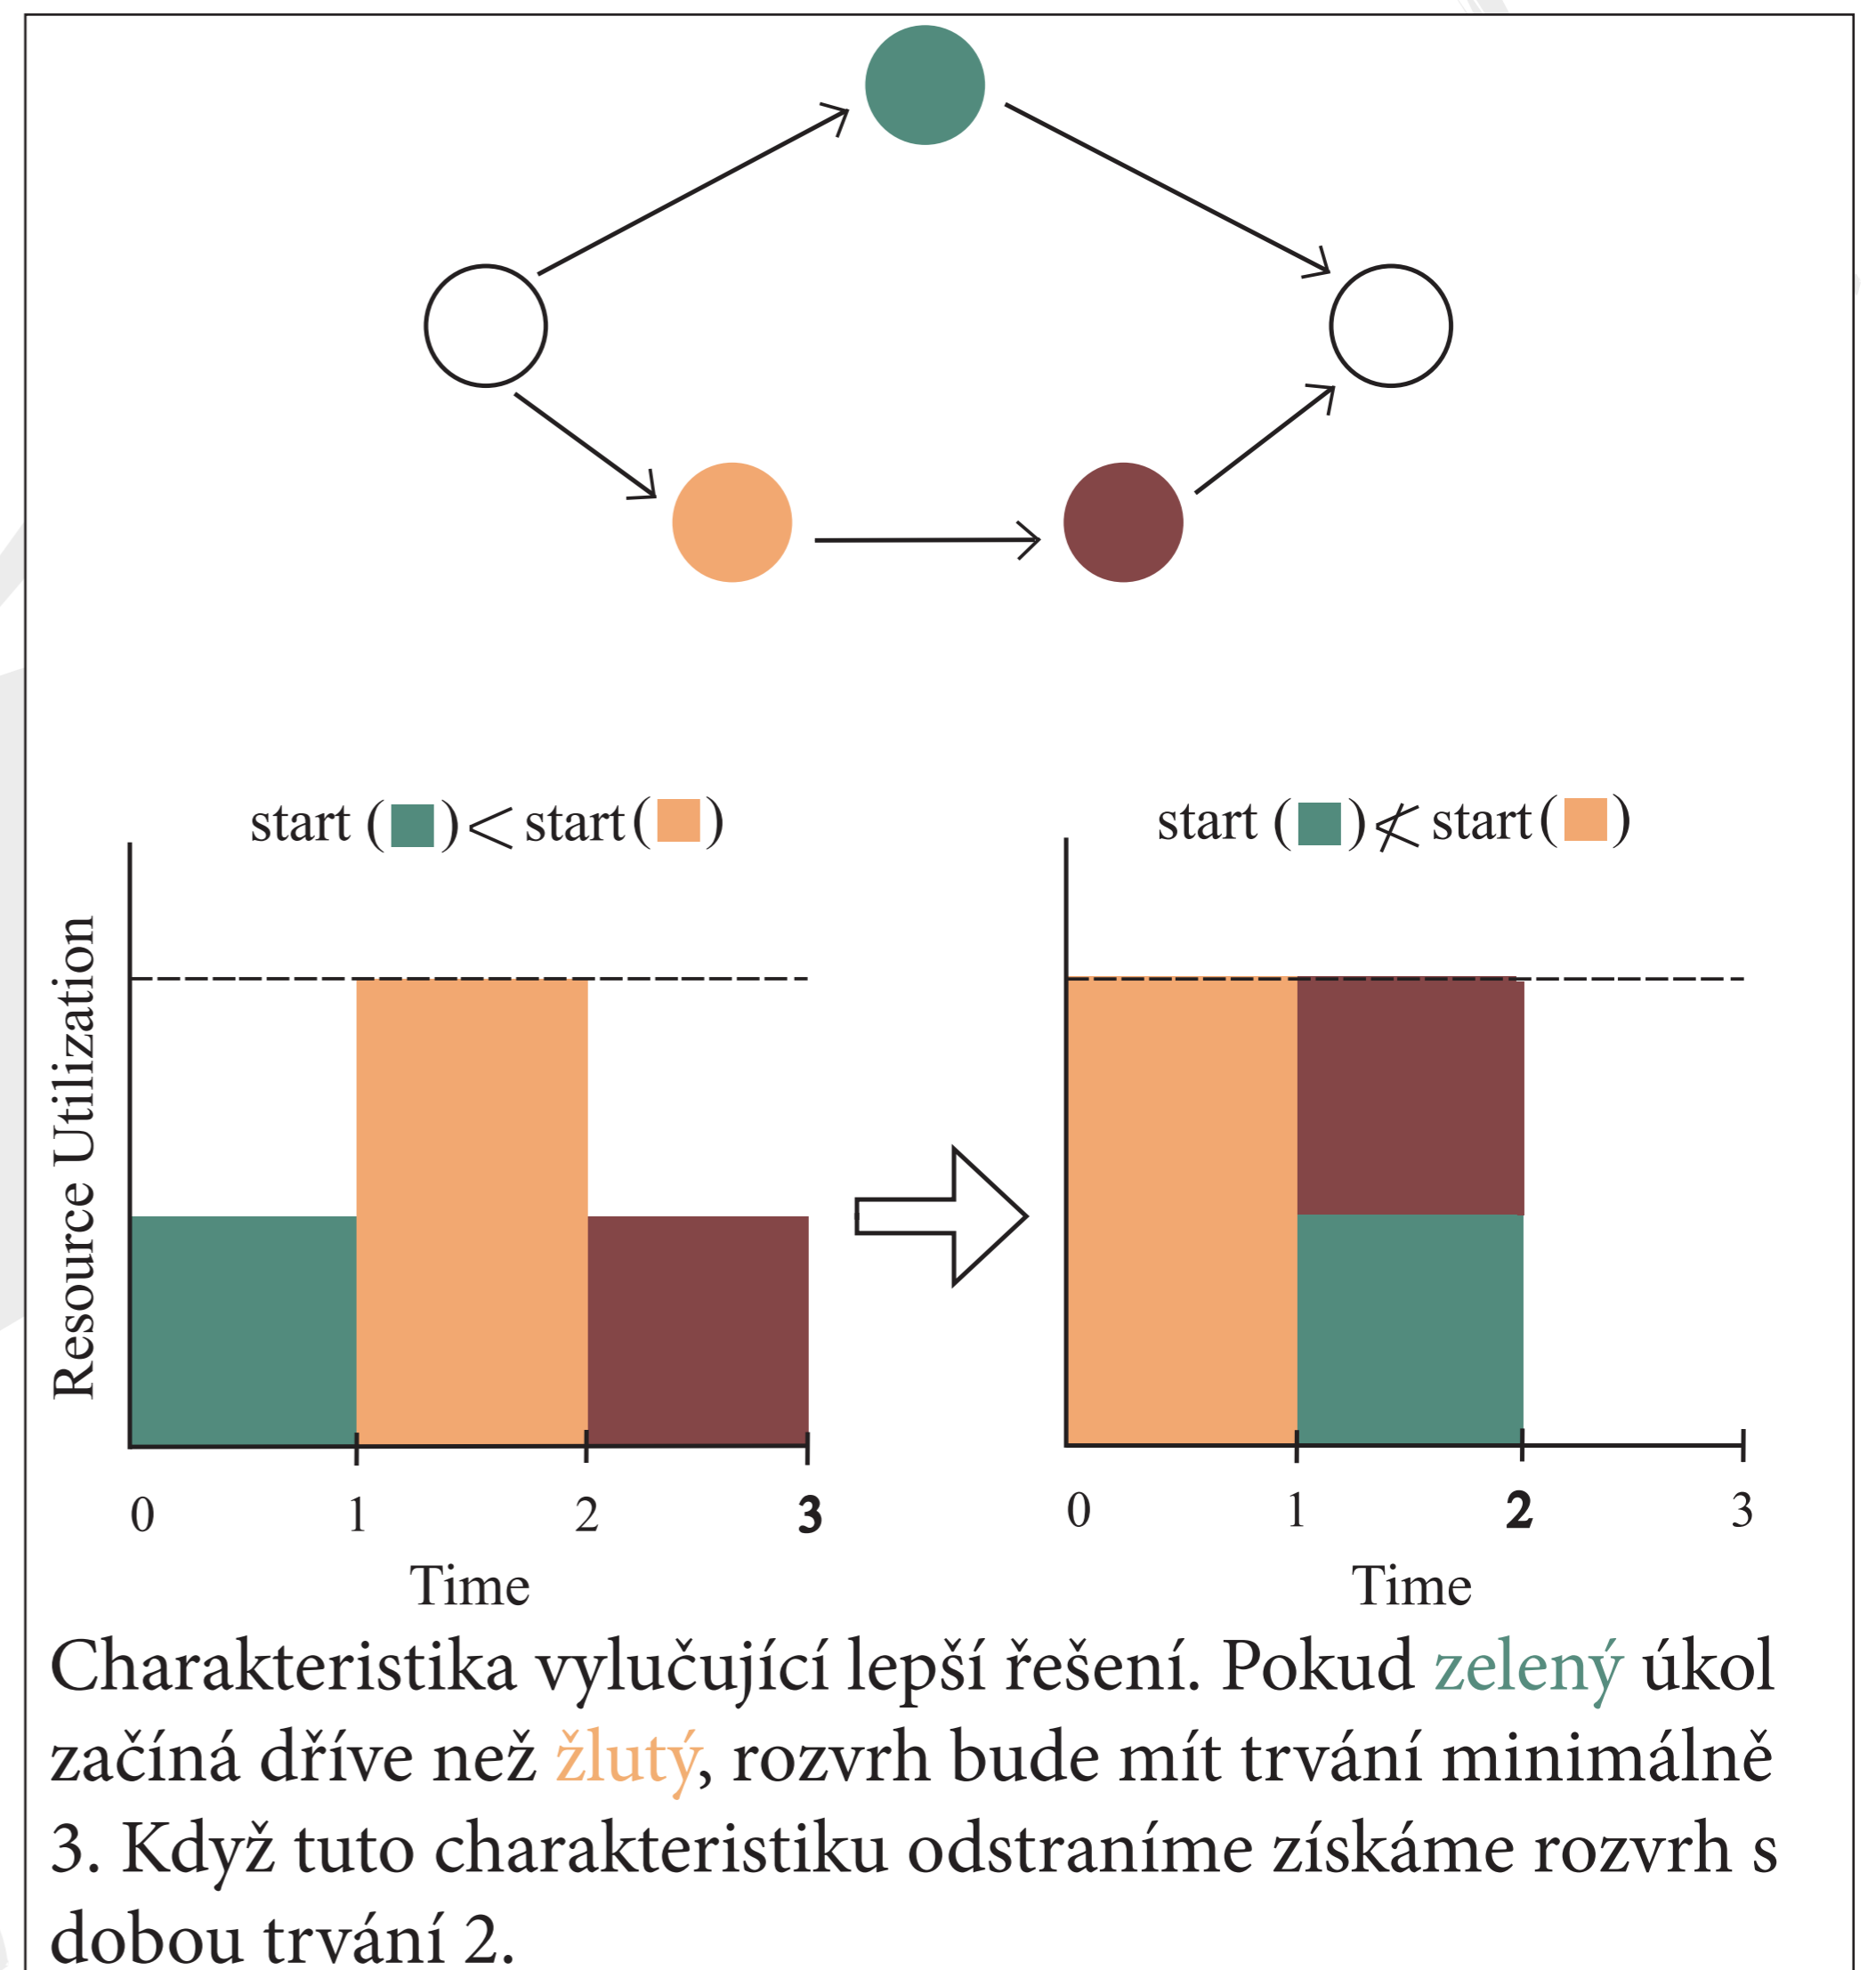 start ( ) < start ( )
start ( ) ≮ start ( )
Resource Utilization
0 1 2 3
0 1 2 3
Time
Time
Charakteristika vylučující lepší řešení. Pokud zelený úkol
začíná dříve než žlutý, rozvrh bude mít trvání minimálně
3. Když tuto charakteristiku odstraníme získáme rozvrh s
dobou trvání 2.